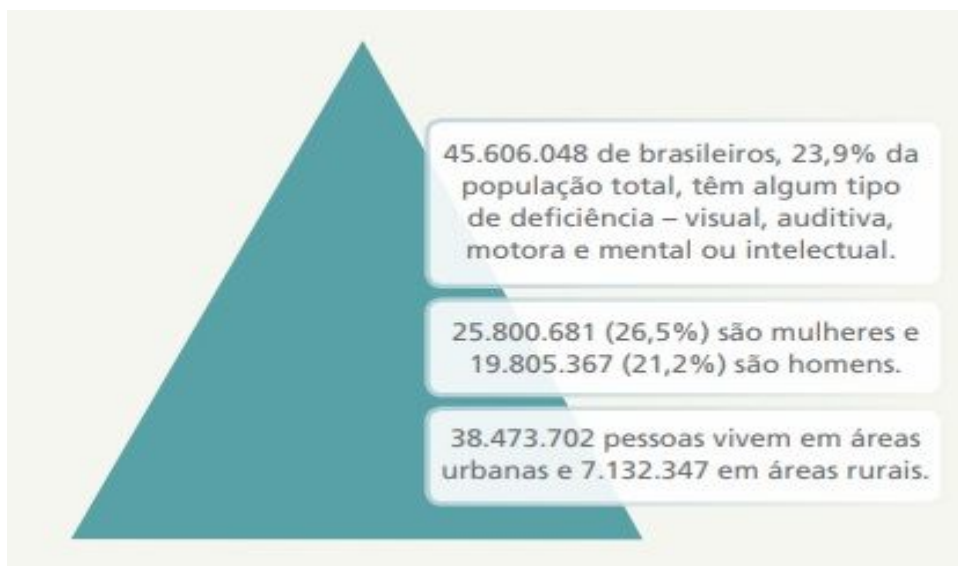 45.606.048 de brasileiros, 23,9% da
população total, têm algum tipo
de deficiência – visual, auditiva,
motora e mental ou intelectual.
25.800.681 (26,5%) são mulheres e
19.805.367 (21,2%) são homens.
38.473.702 pessoas vivem em áreas
urbanas e 7.132.347 em áreas rurais.